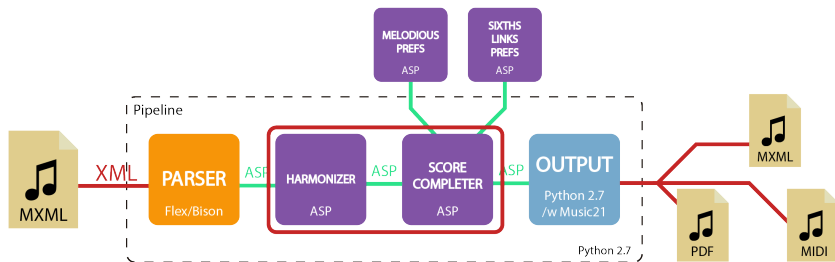 MELODIOUS
PREFS
ASP
SIXTHS
LINKS
PREFS
ASP
Pipeline
MXML
XML
PARSER
Flex/Bison
ASP
HARMONIZER
ASP
ASP
SCORE
COMPLETER
ASP
ASP
OUTPUT
Python 2.7
/w Music21
Python 2.7
MXML
PDF
MIDI